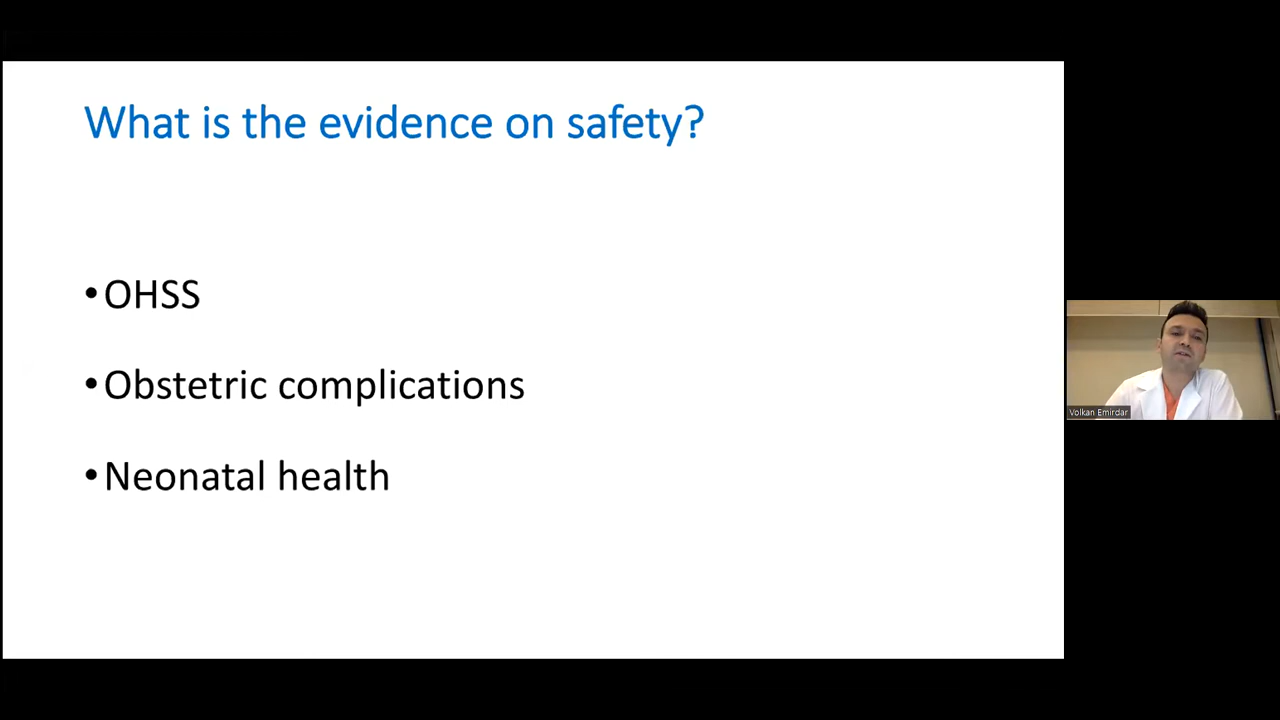 What is the evidence on safety?
•OHSS
•Obstetric complications
•Neonatal health
Volkan Emirdar